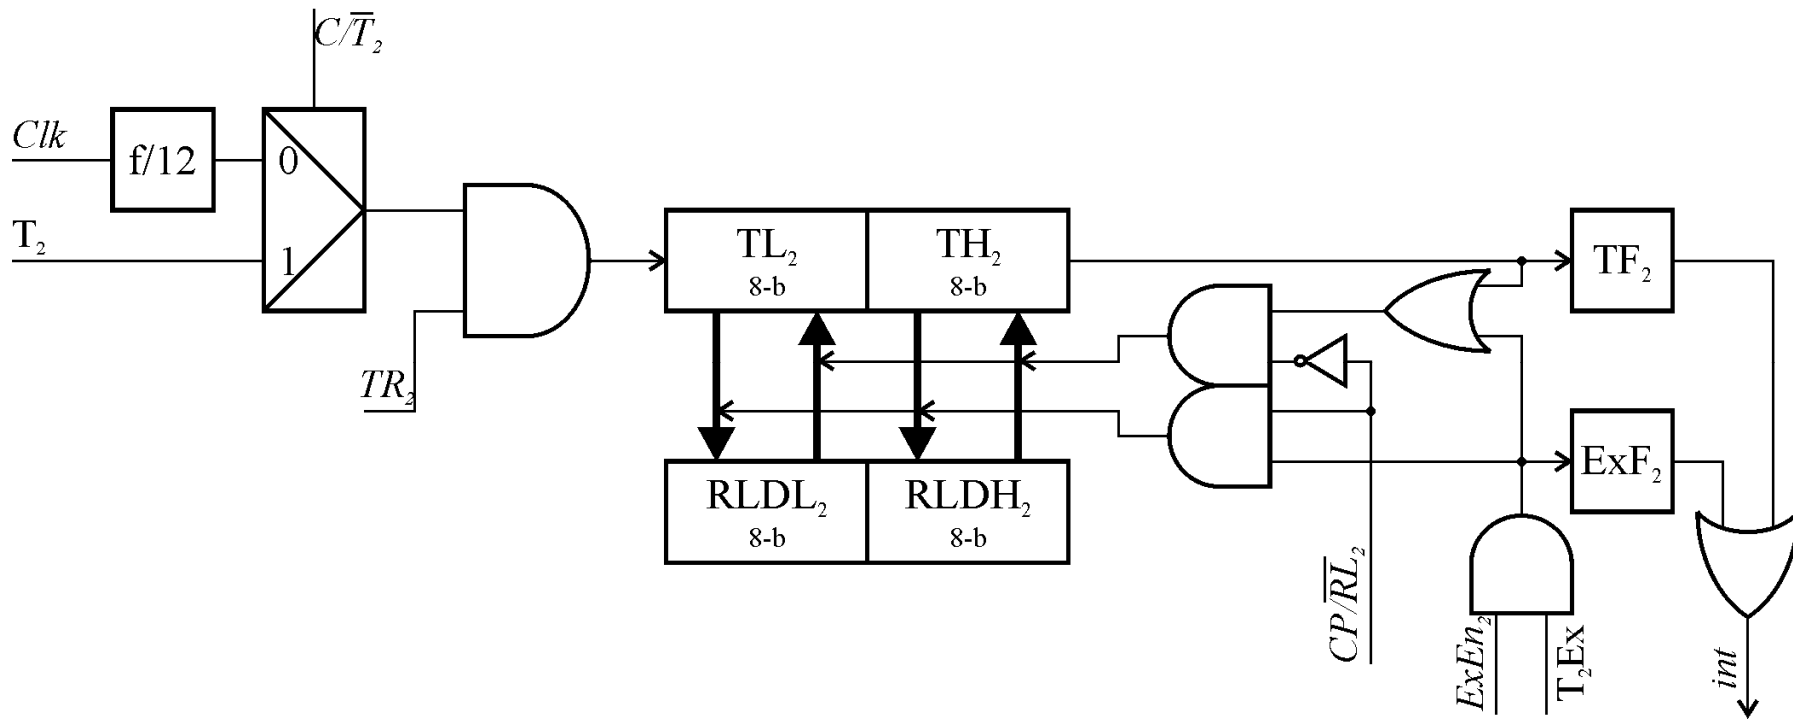 C/T̅₂
Clk
f/12
0
T₂
1
TL₂
8-b
TH₂
8-b
TF₂
TR₂
RLDL₂
8-b
RLDH₂
8-b
ExF₂
CP/R̅L̅₂
ExEn₂
T₂Ex
int